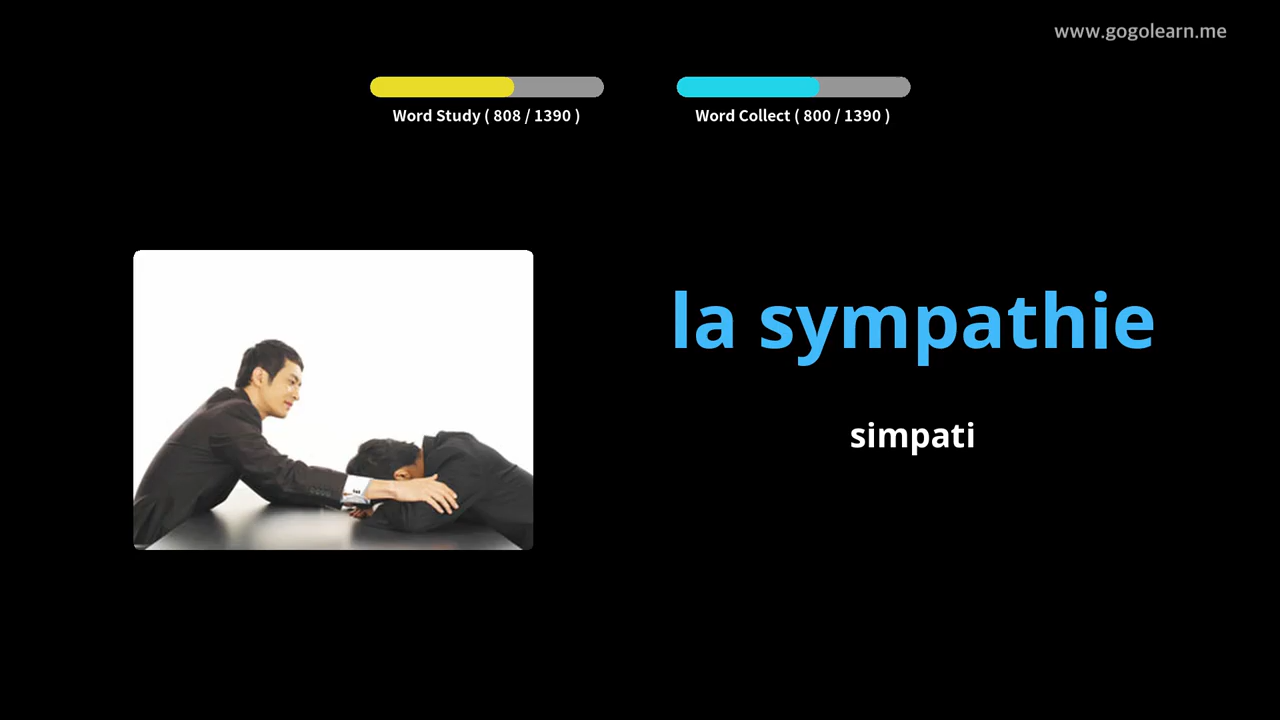 www.gogolearn.me
Word Study ( 808 / 1390 )
Word Collect ( 800 / 1390 )
la sympathie
simpati